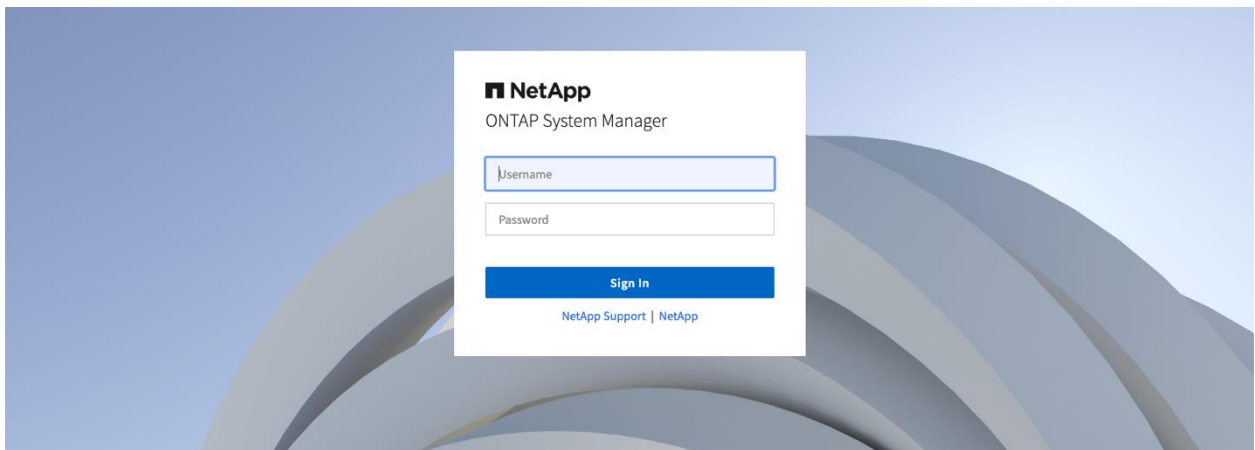 NetApp
ONTAP System Manager
Username
Password
Sign In
NetApp Support | NetApp